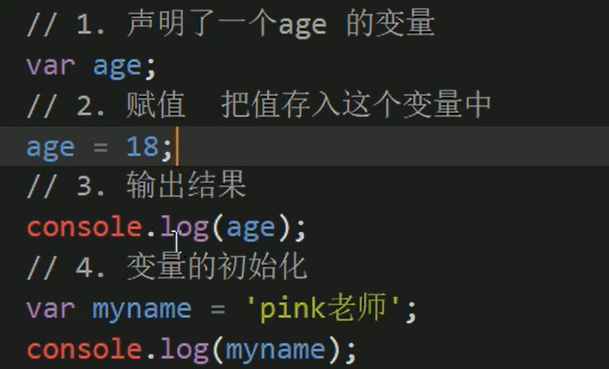 // 1. 声明了一个age 的变量
var age;
// 2. 赋值  把值存入这个变量中
age = 18;
// 3. 输出结果
console.log(age);
// 4. 变量的初始化
var myname = 'pink老师';
console.log(myname);